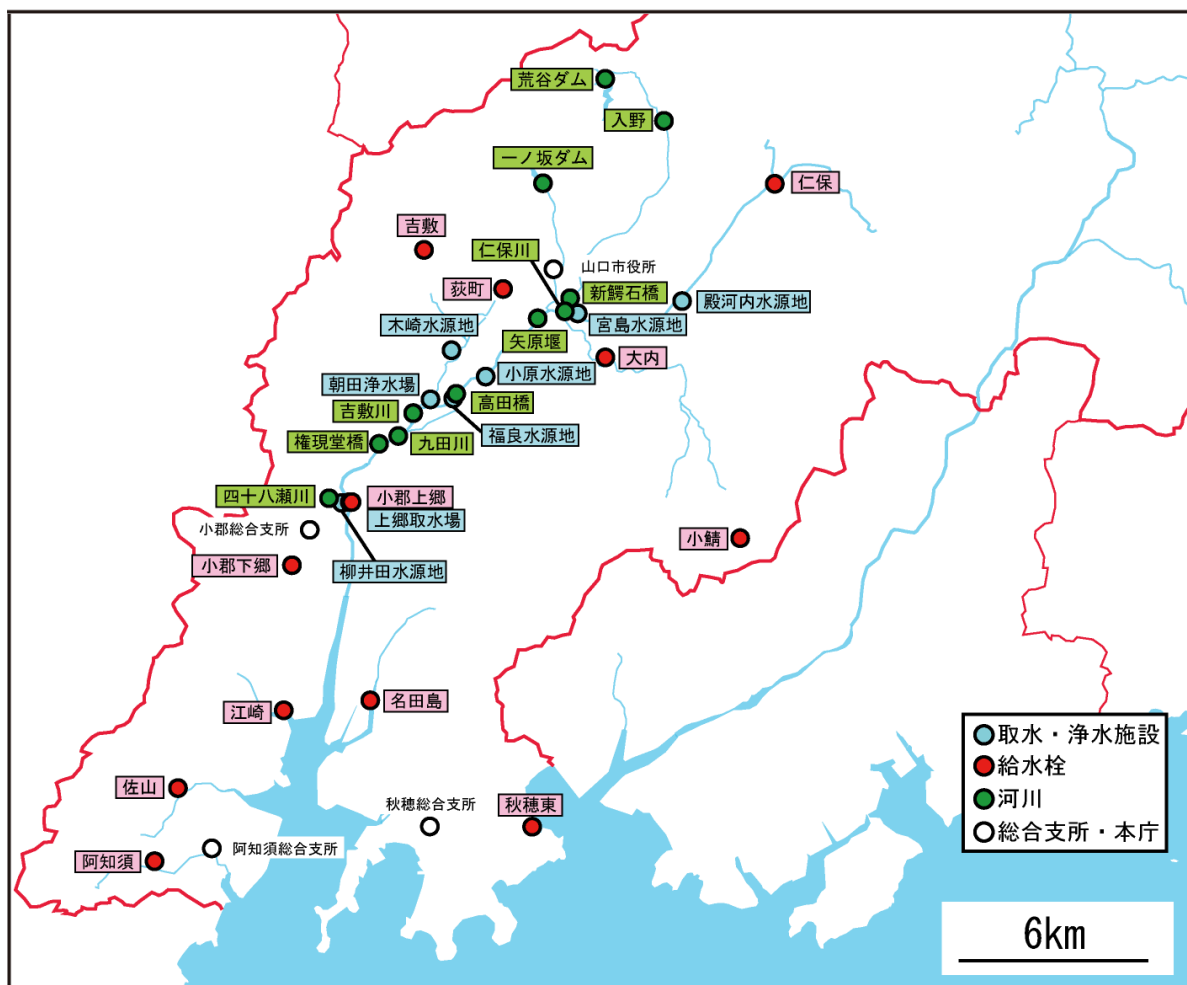 荒谷ダム
入野
一ノ坂ダム
仁保
吉敷
仁保川
山口市役所
荻町
新鰐石橋
殿河内水源地
木崎水源地
宮島水源地
矢原堰
大内
小原水源地
朝田浄水場
高田橋
吉敷川
福良水源地
権現堂橋
九田川
四十八瀬川
小郡上郷
上郷取水場
小郡総合支所
小鯖
小郡下郷
柳井田水源地
名田島
江崎
佐山
秋穂総合支所
秋穂東
阿知須総合支所
阿知須
取水・浄水施設
給水栓
河川
総合支所・本庁
6km